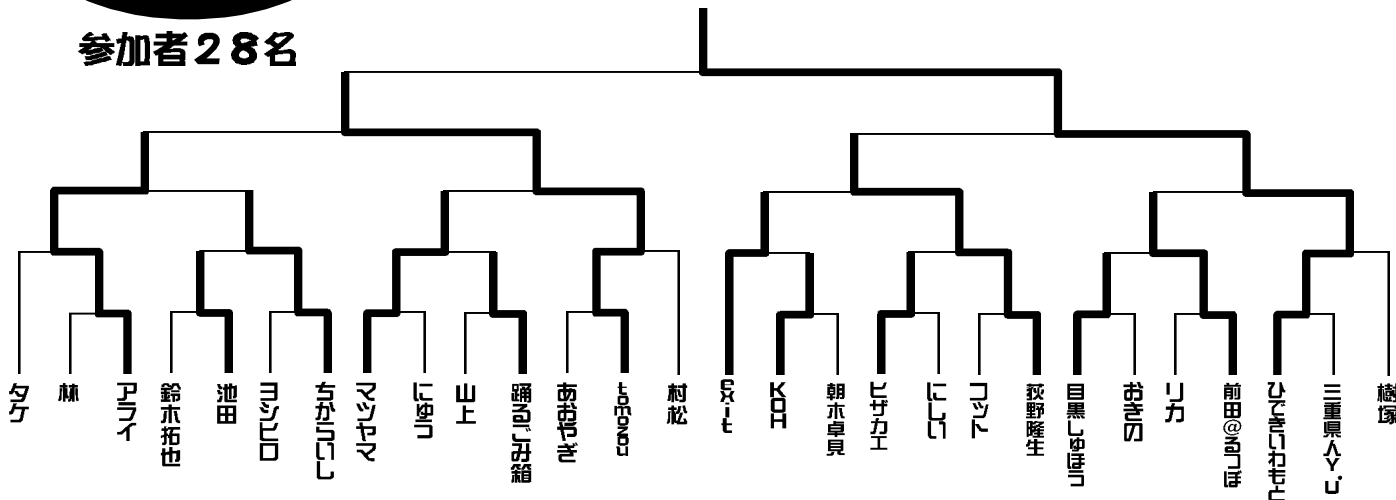 参加者28名
タケ
林
アライ
鈴木拓也
池田
ヨシヒロ
ちからいし
マツヤマ
にゅう
山上
踊るごみ箱
あおやぎ
tomozou
村松
exit
KOH
朝木卓見
ピザカエ
にしい
コット
荻野隆生
目黒しゅほう
おきの
リカ
前田@るつぼ
ひできいわもと
三重県人Y.U
樹塚